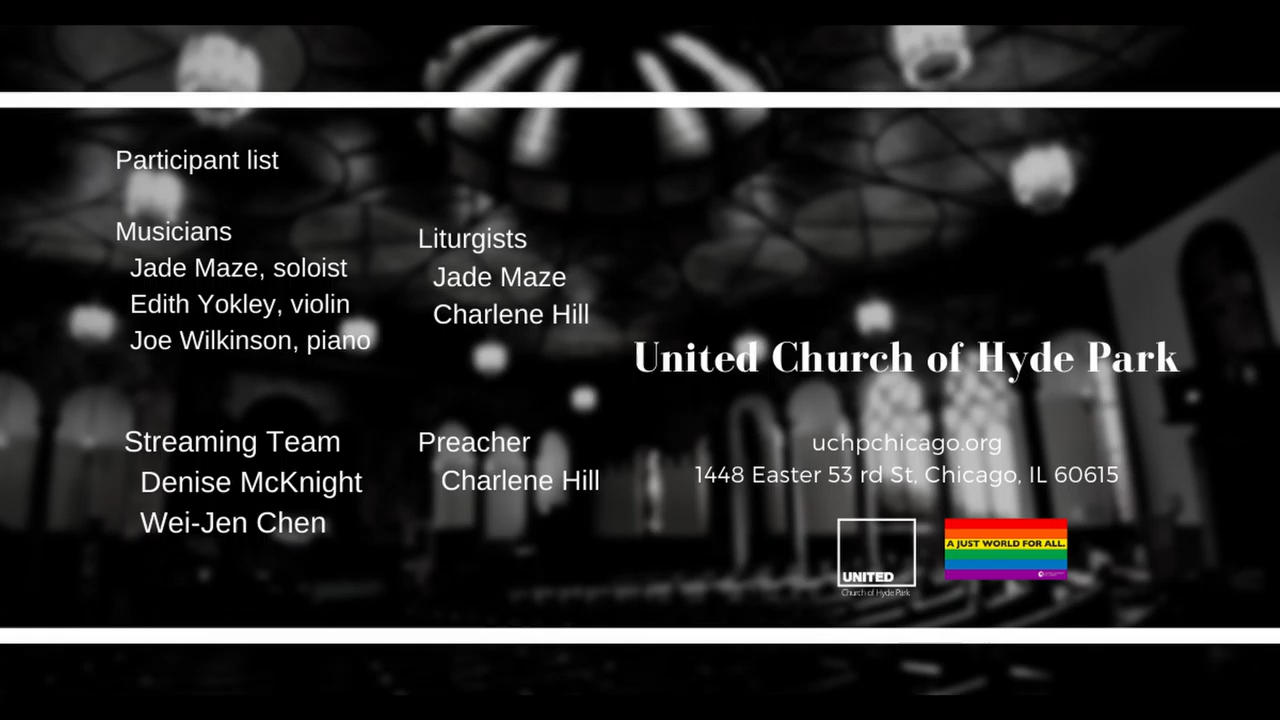 Participant list
Musicians
Jade Maze, soloist
Edith Yokley, violin
Joe Wilkinson, piano
Liturgists
Jade Maze
Charlene Hill
Streaming Team
Denise McKnight
Wei-Jen Chen
Preacher
Charlene Hill
United Church of Hyde Park
uchpchicago.org
1448 Easter 53 rd St, Chicago, IL 60615
UNITED
Church of Hyde Park
A JUST WORLD FOR ALL.